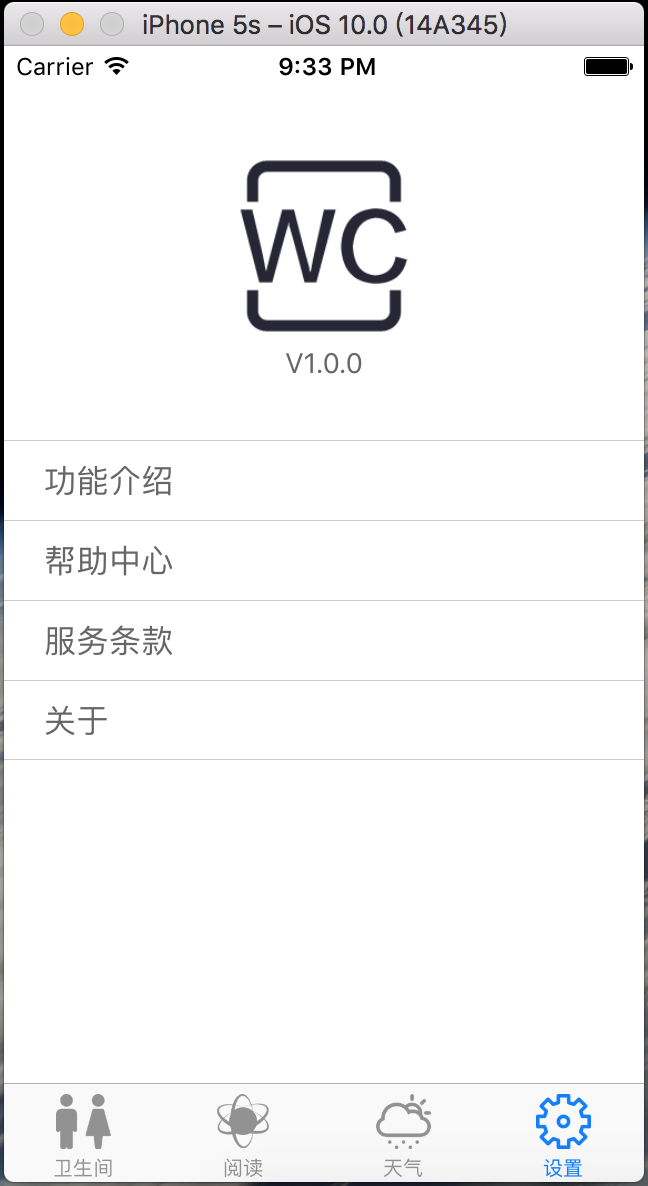 iPhone 5s – iOS 10.0 (14A345)
Carrier 9:33 PM
WC
V1.0.0
功能介绍
帮助中心
服务条款
关于
卫生间 阅读 天气 设置